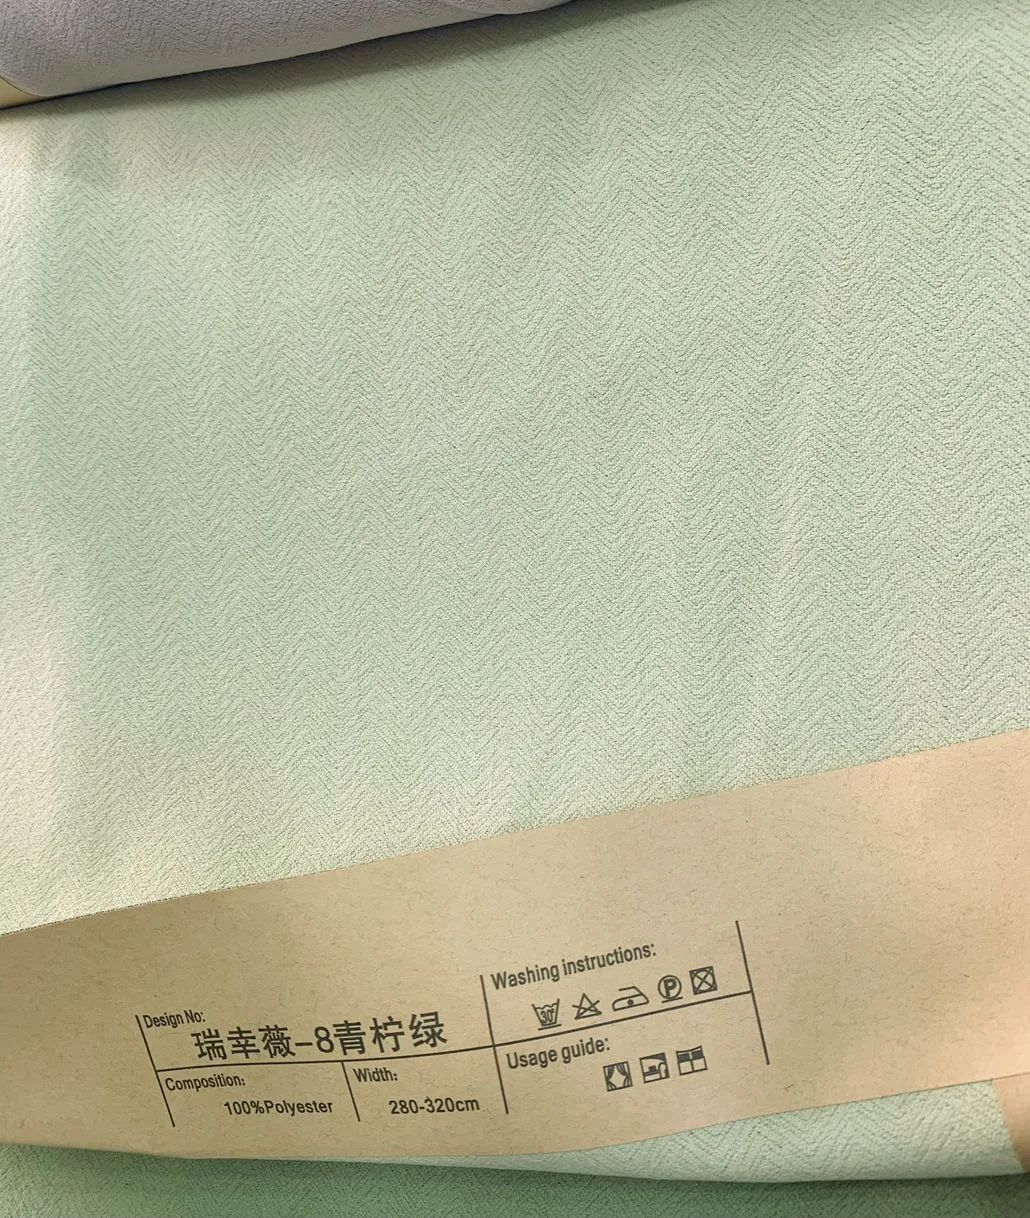 Design No:
瑞幸薇-8青柠绿
Composition:
100%Polyester
Width:
280-320cm
Washing instructions:
30°
P
Usage guide: